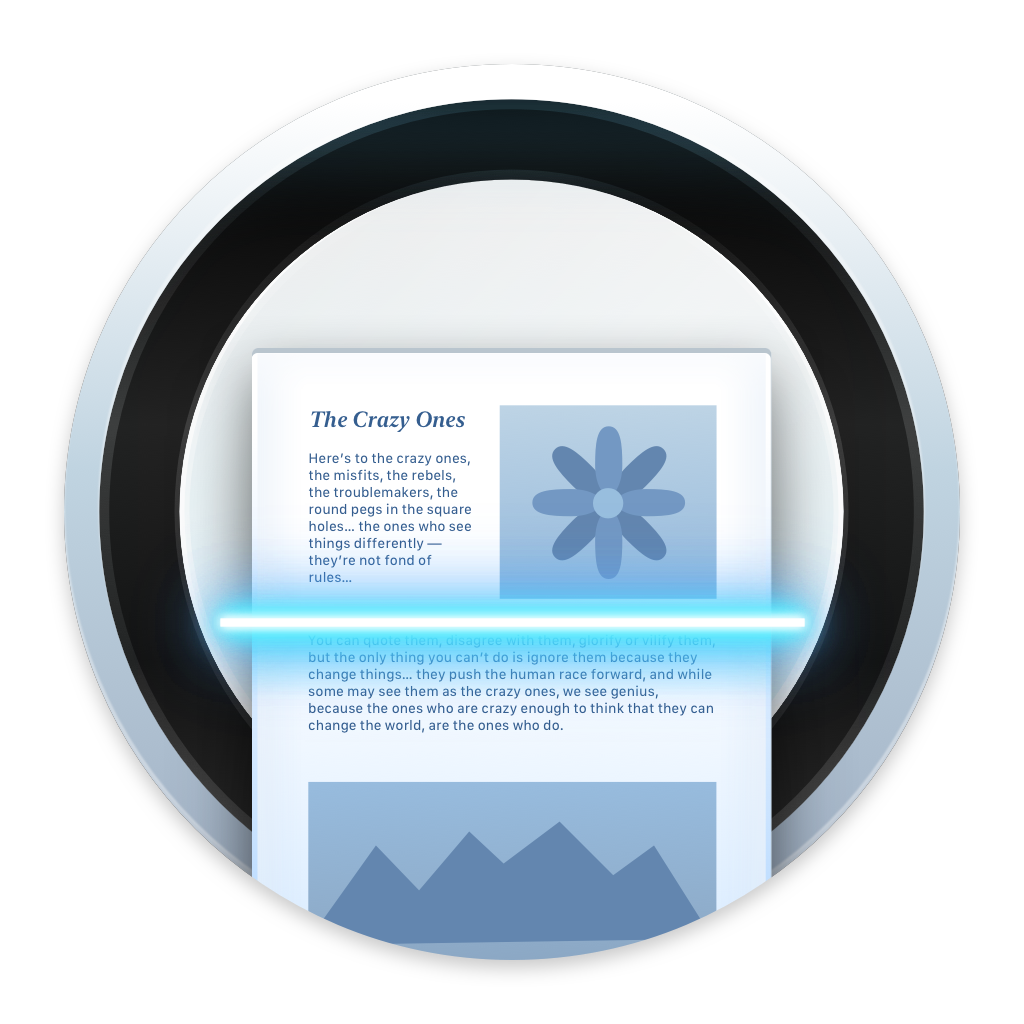 The Crazy Ones
Here’s to the crazy ones,
the misfits, the rebels,
the troublemakers, the
round pegs in the square
holes… the ones who see
things differently —
they’re not fond of
rules…
You can quote them, disagree with them, glorify or vilify them,
but the only thing you can’t do is ignore them because they
change things… they push the human race forward, and while
some may see them as the crazy ones, we see genius,
because the ones who are crazy enough to think that they can
change the world, are the ones who do.